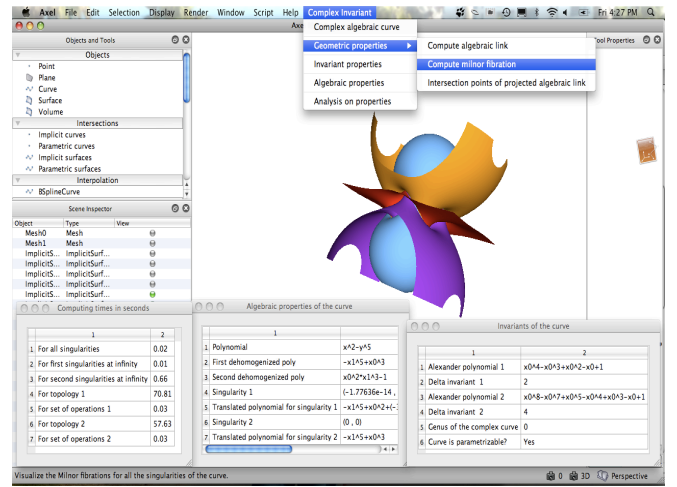 Axel File Edit Selection Display Render Window Script Help Complex Invariant Fri 4:27 PM
Axe
Complex algebraic curve
Geometric properties
Invariant properties
Algebraic properties
Analysis on properties
Compute algebraic link
Compute milnor fibration
Intersection points of projected algebraic link
Objects and Tools
Tool Properties
Objects
Point
Plane
Curve
Surface
Volume
Intersections
Implicit curves
Parametric curves
Implicit surfaces
Parametric surfaces
Interpolation
BSplineCurve
Scene Inspector
Object Type View
Mesh0 Mesh
Mesh1 Mesh
ImplicitS... ImplicitSurf...
ImplicitS... ImplicitSurf...
ImplicitS... ImplicitSurf...
ImplicitS... ImplicitSurf...
Computing times in seconds
1 2
1 For all singularities 0.02
2 For first singularities at infinity 0.01
3 For second singularities at infinity 0.66
4 For topology 1 70.81
5 For set of operations 1 0.03
6 For topology 2 57.63
7 For set of operations 2 0.03
Algebraic properties of the curve
1
1 Polynomial x^2-y^5
2 First dehomogenized poly -x1^5+x0^3
3 Second dehomogenized poly x0^2*x1^3-1
4 Singularity 1 (-1.77636e-14 ,
5 Translated polynomial for singularity 1 -x1^5+x0^2+(-
6 Singularity 2 (0 , 0)
7 Translated polynomial for singularity 2 -x1^5+x0^3
Invariants of the curve
1 2
1 Alexander polynomial 1 x0^4-x0^3+x0^2-x0+1
2 Delta invariant 1 2
3 Alexander polynomial 2 x0^8-x0^7+x0^5-x0^4+x0^3-x0+1
4 Delta invariant 2 4
5 Genus of the complex curve 0
6 Curve is parametrizable? Yes
Visualize the Milnor fibrations for all the singularities of the curve.
0 3D Perspective